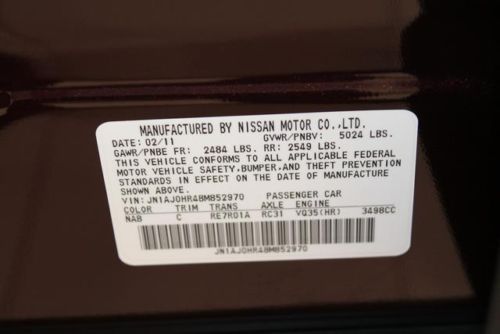 MANUFACTURED BY NISSAN MOTOR CO.,LTD.
DATE: 02/11 GVWR/PNBV: 5024 LBS.
GAWR/PNBE FR: 2484 LBS. RR: 2549 LBS.
THIS VEHICLE CONFORMS TO ALL APPLICABLE FEDERAL
MOTOR VEHICLE SAFETY,BUMPER,AND THEFT PREVENTION
STANDARDS IN EFFECT ON THE DATE OF MANUFACTURE
SHOWN ABOVE.
VIN: JN1AJ0HR4BM852970 PASSENGER CAR
COLOR TRIM TRANS AXLE ENGINE
NAB C RE7R01A RC31 VQ35(HR) 3498CC
JN1AJ0HR4BM852970